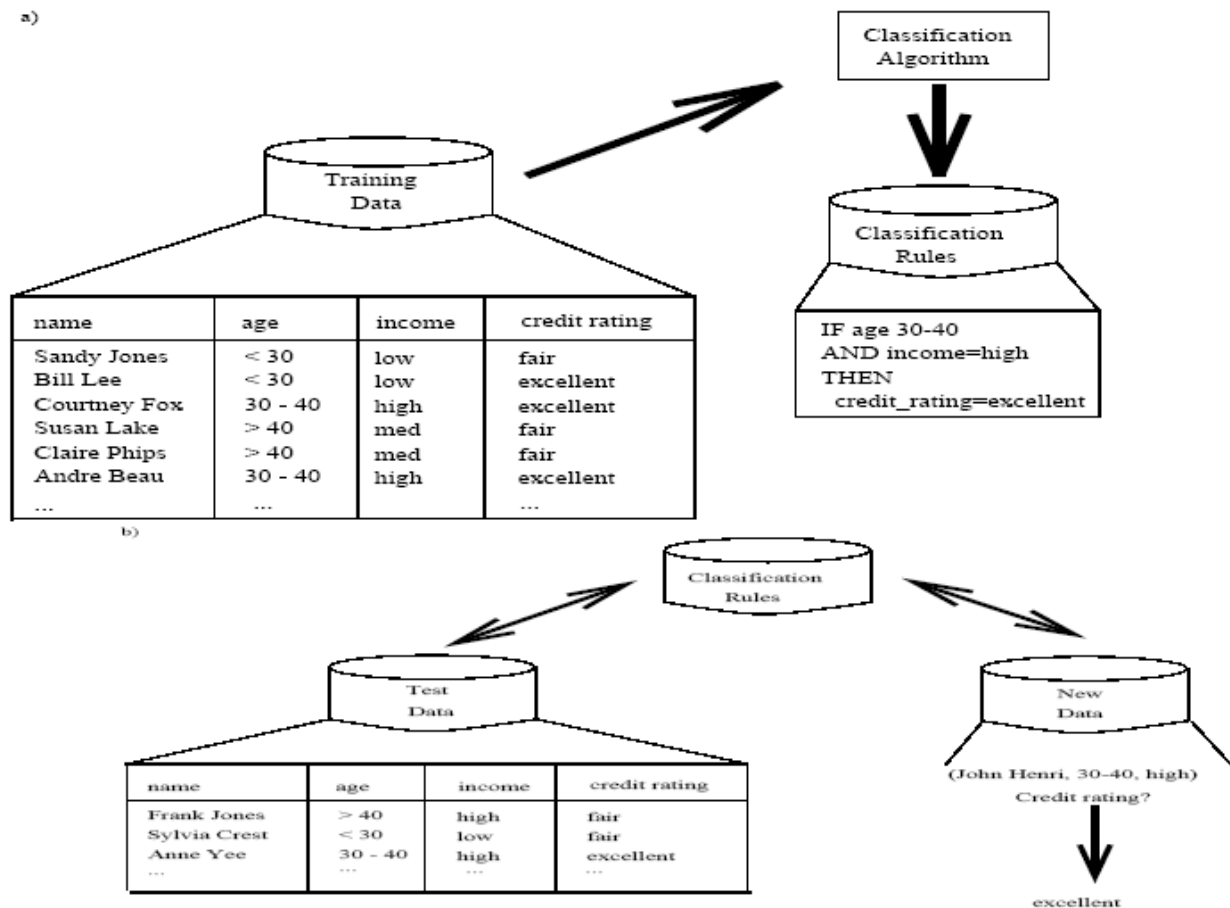 a)
Classification
Algorithm
Training
Data
Classification
Rules
name age income credit rating
Sandy Jones < 30 low fair
Bill Lee < 30 low excellent
Courtney Fox 30 - 40 high excellent
Susan Lake > 40 med fair
Claire Phips > 40 med fair
Andre Beau 30 - 40 high excellent
... ... ...
IF age 30-40
AND income=high
THEN
credit_rating=excellent
b)
Classification
Rules
Test
Data
New
Data
name age income credit rating
Frank Jones > 40 high fair
Sylvia Crest < 30 low fair
Anne Yee 30 - 40 high excellent
... ... ... ...
(John Henri, 30-40, high)
Credit rating?
excellent